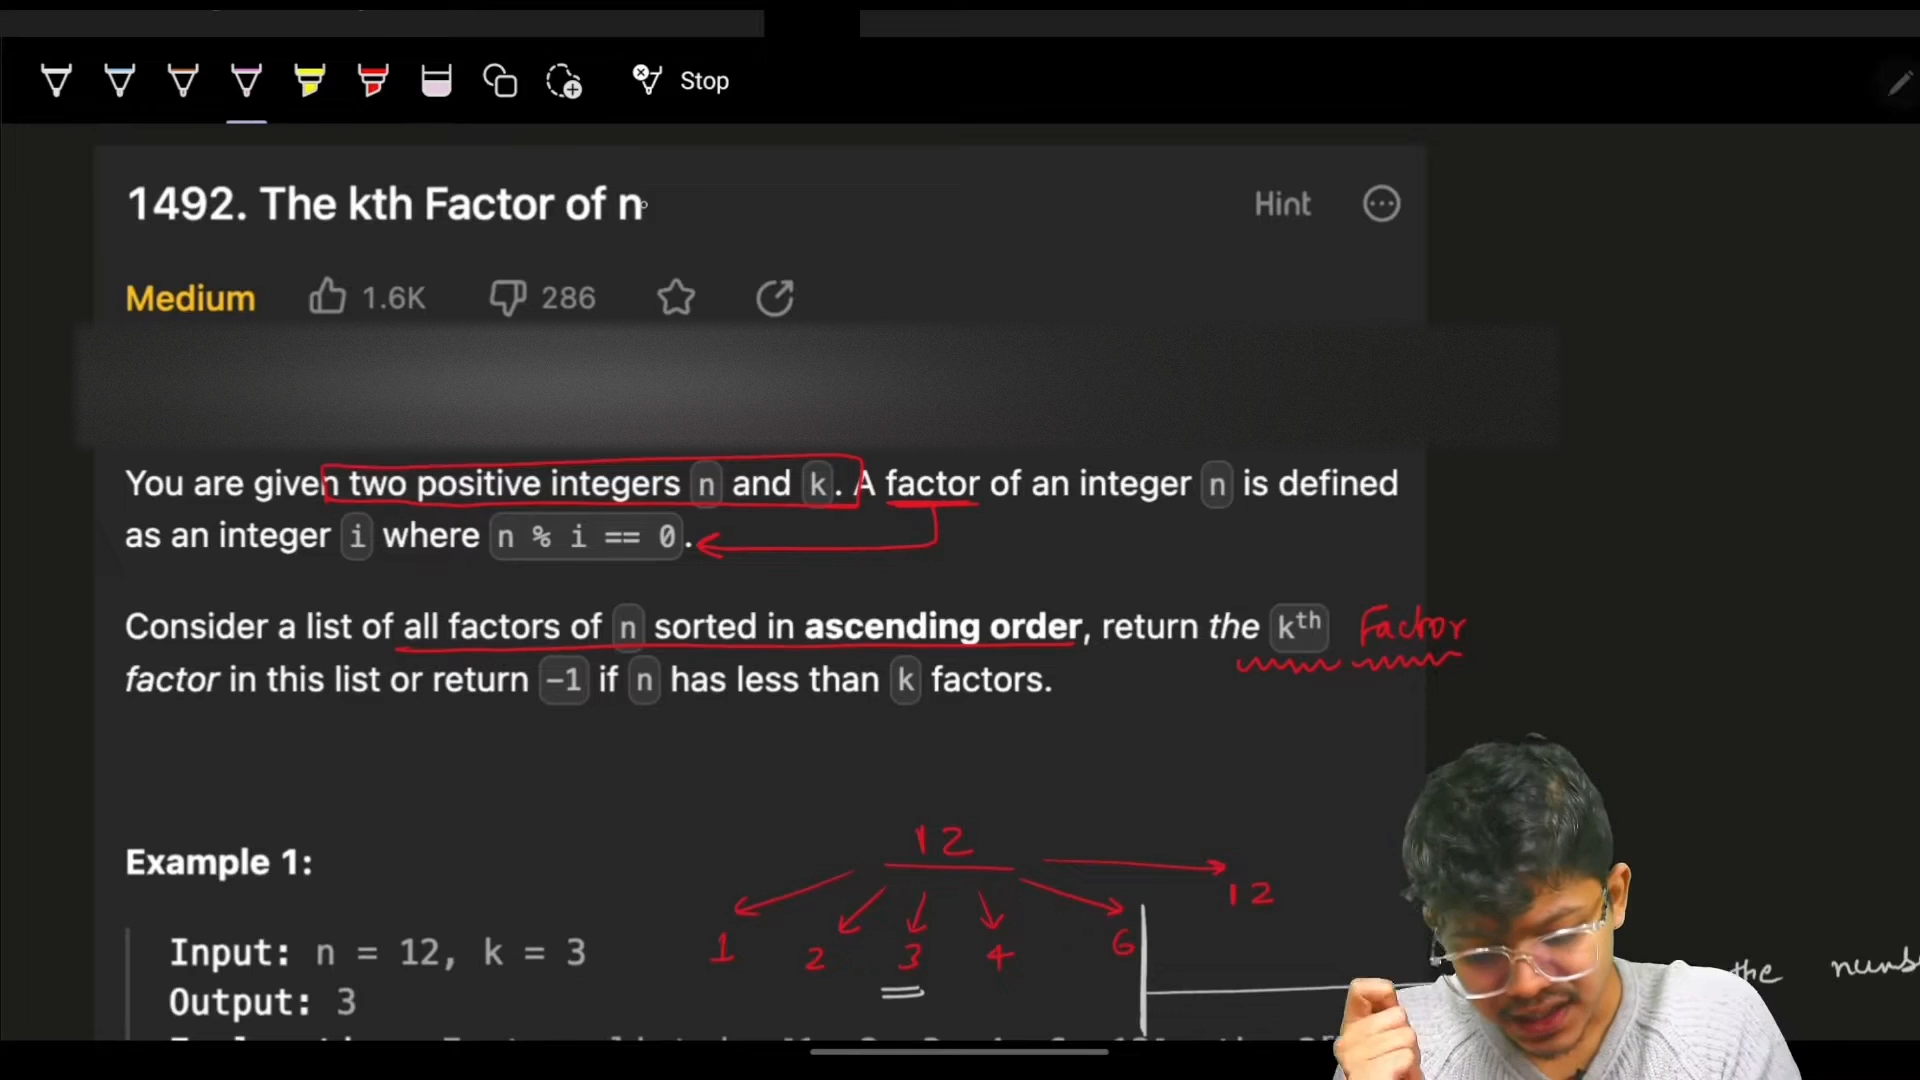 Stop
1492. The kth Factor of n
Hint
Medium 1.6K 286
You are given two positive integers n and k. A factor of an integer n is defined
as an integer i where n % i == 0.
Consider a list of all factors of n sorted in ascending order, return the kth Factor
factor in this list or return -1 if n has less than k factors.
12
12
1 2 3 4 6
Example 1:
Input: n = 12, k = 3
Output: 3
the